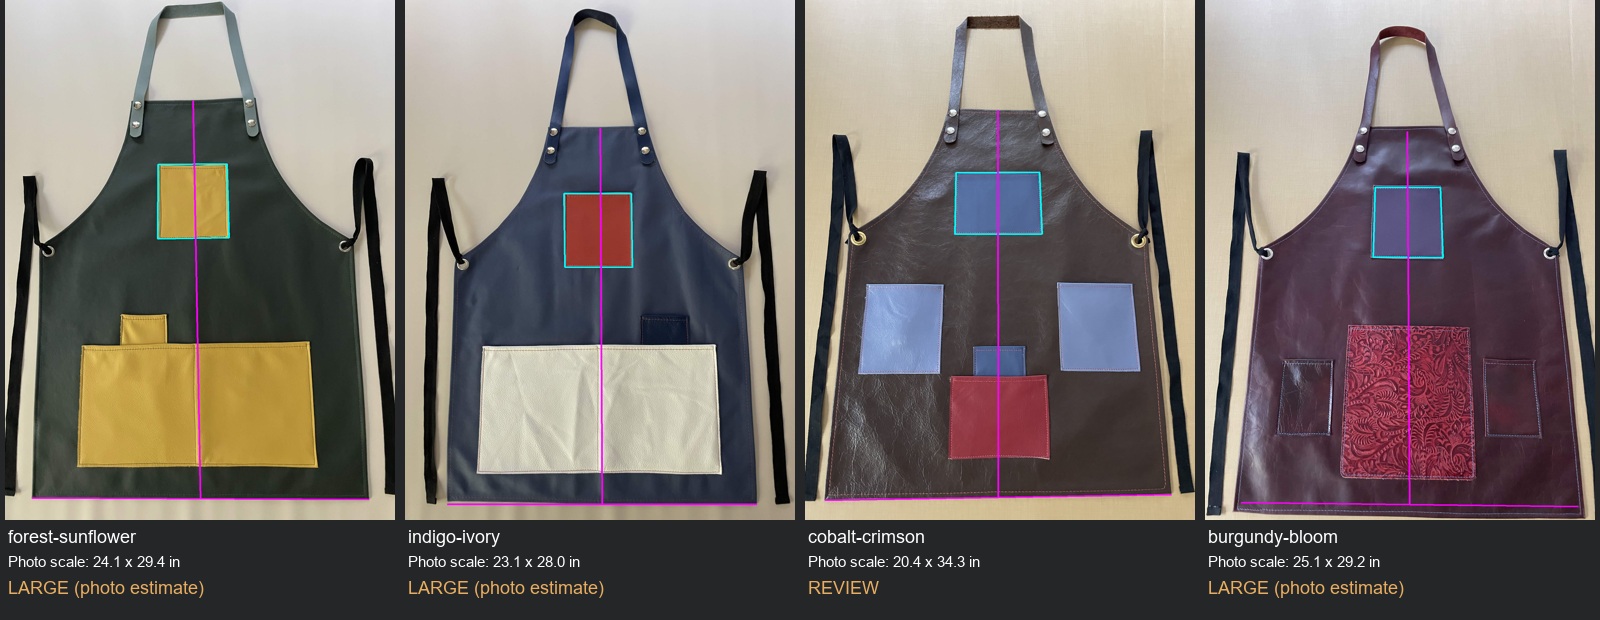 forest-sunflower
Photo scale: 24.1 x 29.4 in
LARGE (photo estimate)
indigo-ivory
Photo scale: 23.1 x 28.0 in
LARGE (photo estimate)
cobalt-crimson
Photo scale: 20.4 x 34.3 in
REVIEW
burgundy-bloom
Photo scale: 25.1 x 29.2 in
LARGE (photo estimate)